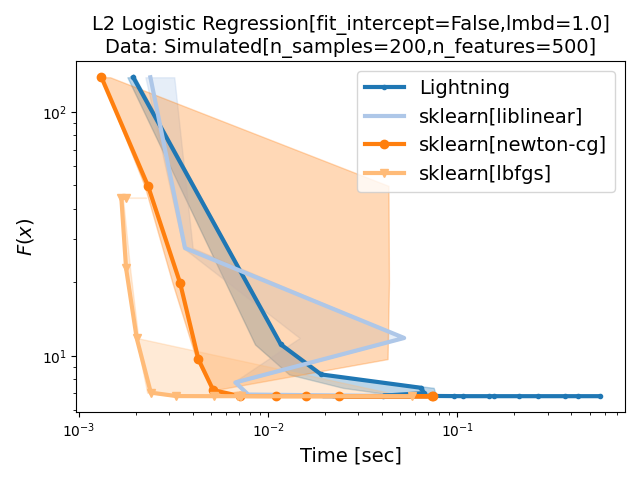 L2 Logistic Regression[fit_intercept=False,lmbd=1.0]
Data: Simulated[n_samples=200,n_features=500]
Lightning
sklearn[liblinear]
sklearn[newton-cg]
sklearn[lbfgs]
F(x)
10²
10¹
10⁻³
10⁻²
10⁻¹
Time [sec]